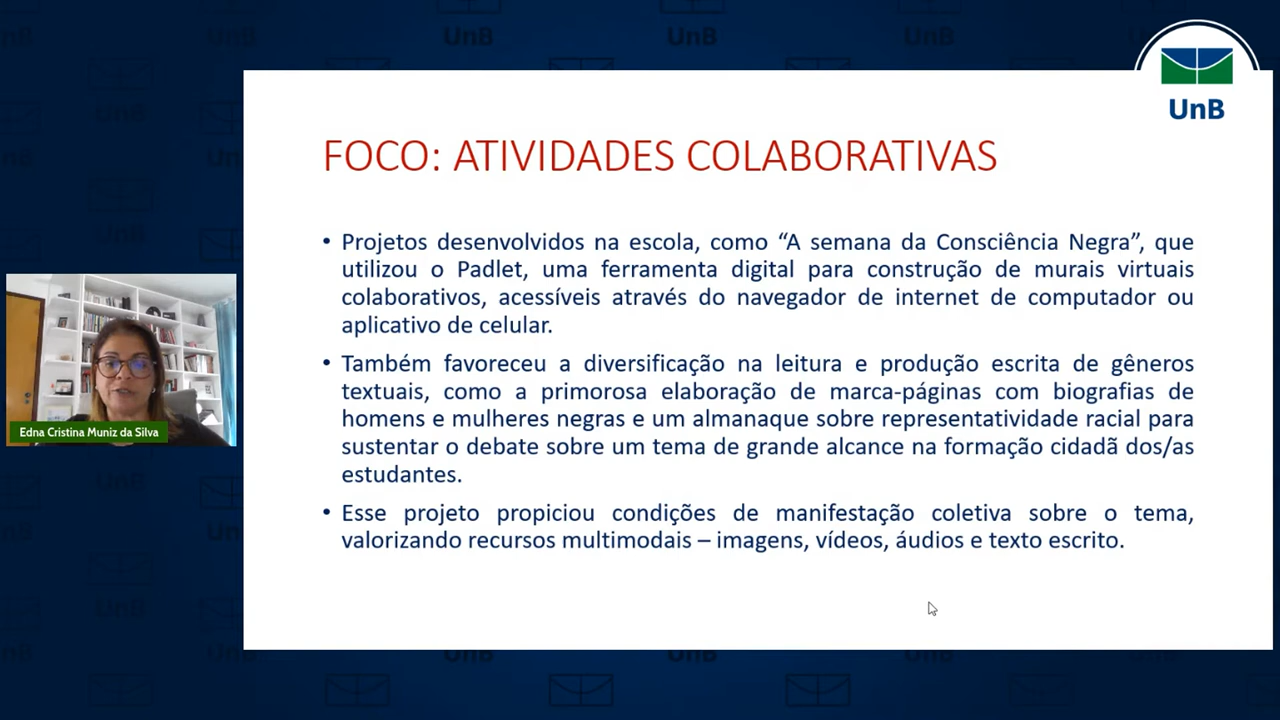 UnB
FOCO: ATIVIDADES COLABORATIVAS
• Projetos desenvolvidos na escola, como “A semana da Consciência Negra”, que
utilizou o Padlet, uma ferramenta digital para construção de murais virtuais
colaborativos, acessíveis através do navegador de internet de computador ou
aplicativo de celular.
• Também favoreceu a diversificação na leitura e produção escrita de gêneros
textuais, como a primorosa elaboração de marca-páginas com biografias de
homens e mulheres negras e um almanaque sobre representatividade racial para
sustentar o debate sobre um tema de grande alcance na formação cidadã dos/as
estudantes.
• Esse projeto propiciou condições de manifestação coletiva sobre o tema,
valorizando recursos multimodais – imagens, vídeos, áudios e texto escrito.
Edna Cristina Muniz da Silva